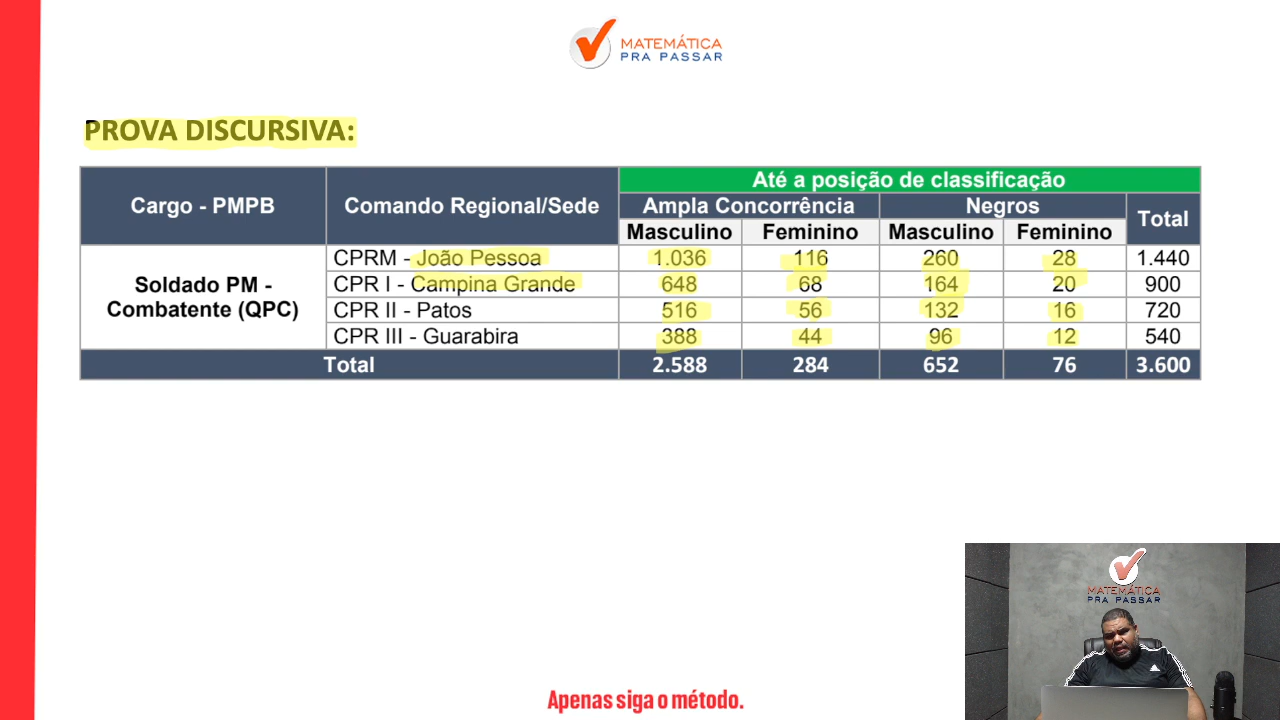 MATEMÁTICA
PRA PASSAR
PROVA DISCURSIVA:
Cargo - PMPB Comando Regional/Sede Até a posição de classificação
Ampla Concorrência Negros Total
Masculino Feminino Masculino Feminino
Soldado PM - Combatente (QPC)
CPRM - João Pessoa 1.036 116 260 28 1.440
CPR I - Campina Grande 648 68 164 20 900
CPR II - Patos 516 56 132 16 720
CPR III - Guarabira 388 44 96 12 540
Total 2.588 284 652 76 3.600
MATEMÁTICA
PRA PASSAR
Apenas siga o método.